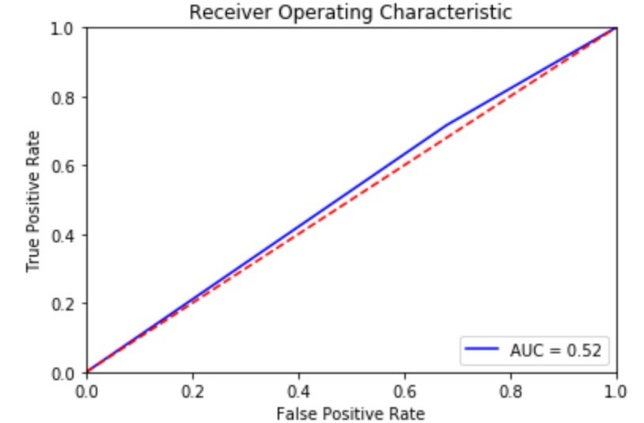 Receiver Operating Characteristic
1.0
0.8
0.6
0.4
0.2
0.0
True Positive Rate
AUC = 0.52
0.0 0.2 0.4 0.6 0.8 1.0
False Positive Rate